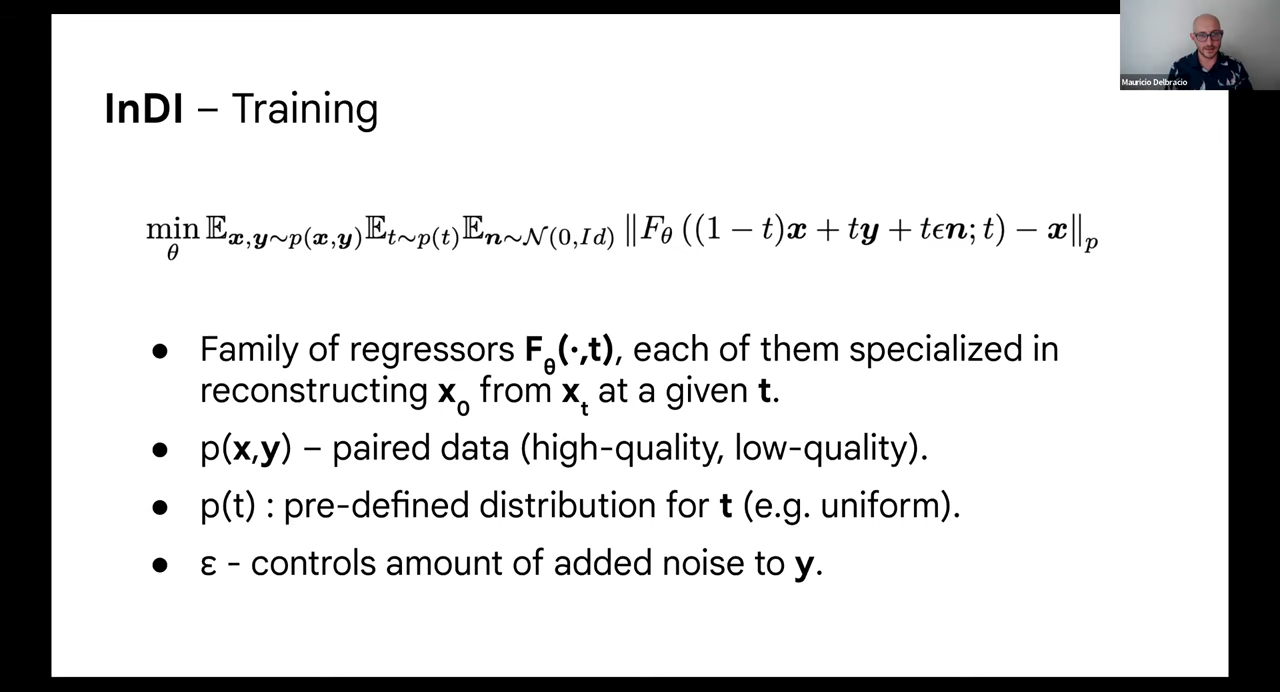 Mauricio Delbracio
InDI – Training
min_θ 𝔼_{x,y∼p(x,y)} 𝔼_{t∼p(t)} 𝔼_{n∼𝒩(0,Id)} ‖F_θ ((1 − t)x + ty + tϵn; t) − x‖_p
● Family of regressors F_θ(·,t), each of them specialized in
reconstructing x_0 from x_t at a given t.
● p(x,y) – paired data (high-quality, low-quality).
● p(t) : pre-defined distribution for t (e.g. uniform).
● ε - controls amount of added noise to y.